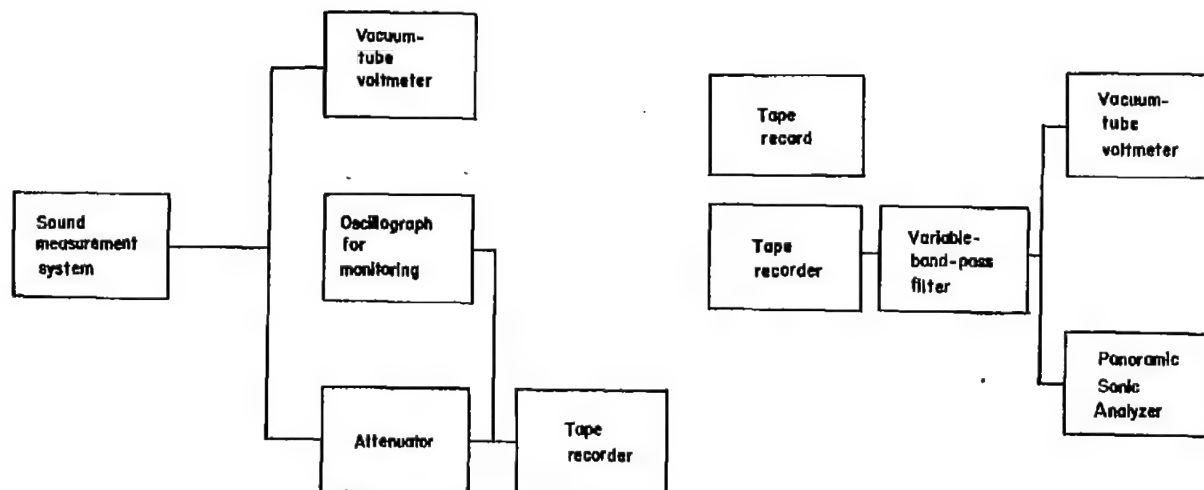 Vacuum-
tube
voltmeter
Sound
measurement
system
Oscillograph
for
monitoring
Attenuator
Tape
recorder
Tape
record
Tape
recorder
Variable-
band-pass
filter
Vacuum-
tube
voltmeter
Panoramic
Sonic
Analyzer